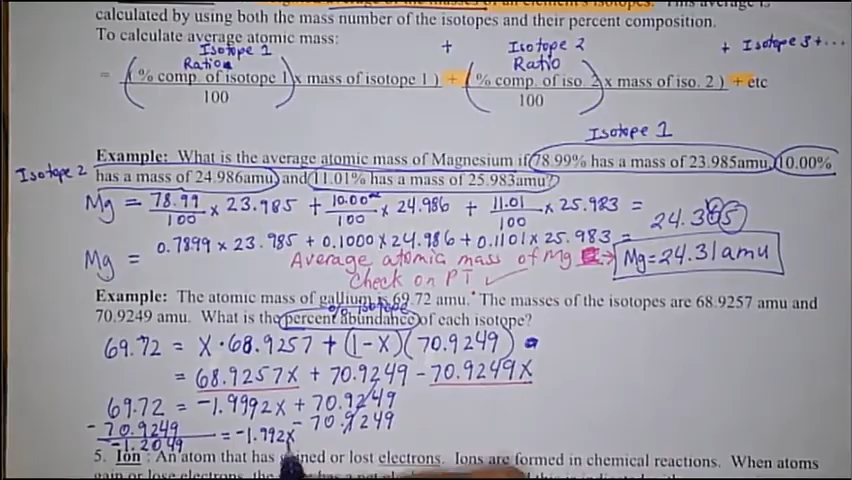 calculated by using both the mass number of the isotopes and their percent composition.
To calculate average atomic mass:
Isotope 1 + Isotope 2 + Isotope 3 + ...
Ratio Ratio
= (% comp. of isotope 1 x mass of isotope 1 ) + (% comp. of iso. 2 x mass of iso. 2 ) + etc
100 100
Isotope 1
Example: What is the average atomic mass of Magnesium if 78.99% has a mass of 23.985amu, 10.00%
Isotope 2 has a mass of 24.986amu and 11.01% has a mass of 25.983amu?
Mg = 78.99/100 x 23.985 + 10.00/100 x 24.986 + 11.01/100 x 25.983 =
24.305
Mg = 0.7899 x 23.985 + 0.1000 x 24.986 + 0.1101 x 25.983 =
Average atomic mass of Mg → Mg = 24.31 amu
Check on PT ✓
Example: The atomic mass of gallium is 69.72 amu. The masses of the isotopes are 68.9257 amu and
% isotope
70.9249 amu. What is the percent abundance of each isotope?
69.72 = X · 68.9257 + (1-X)(70.9249)
= 68.9257X + 70.9249 - 70.9249X
69.72 = -1.9992X + 70.9249
- 70.9249 - 70.9249
-1.2049 = -1.992X
5. Ion : An atom that has gained or lost electrons. Ions are formed in chemical reactions. When atoms
gain or lose electrons, the